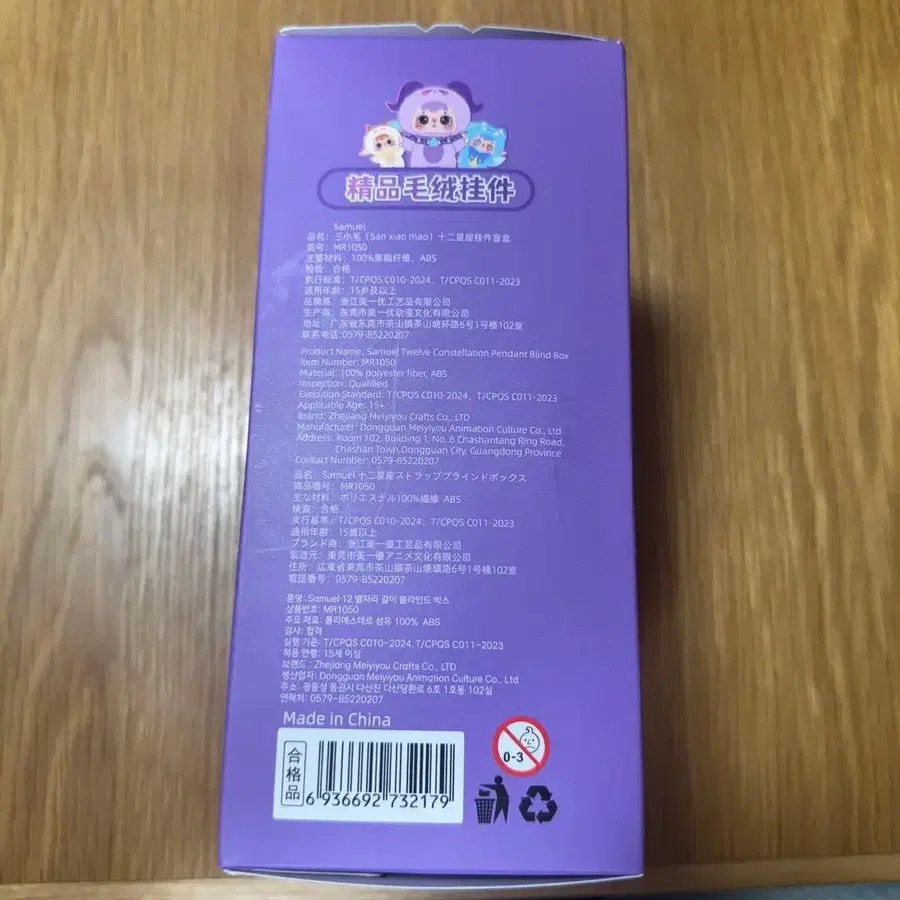 精品毛绒挂件
Samuel
品名：三小毛（San xiao mao）十二星座挂件盲盒
货号：MR1050
主要材料：100%聚酯纤维、ABS
检验：合格
执行标准：T/CPQS C010-2024、T/CPQS C011-2023
适用年龄：15岁及以上
品牌商：浙江美一优工艺品有限公司
生产商：东莞市美一优动漫文化有限公司
地址：广东省东莞市茶山镇茶山塘环路6号1号楼102室
联系电话:0579-85220207
Product Name: Samuel Twelve Constellation Pendant Blind Box
Item Number: MR1050
Material: 100% polyester fiber, ABS
Inspection: Qualified
Execution Standard: T/CPQS C010-2024、T/CPQS C011-2023
Applicable Age: 15+
Brand: Zhejiang Meiyiyou Crafts Co., LTD
Manufacturer: Dongguan Meiyiyou Animation Culture Co., Ltd
Address: Room 102, Building 1, No. 6 Chashantang Ring Road,
Chashan Town,Dongguan City, Guangdong Province
Contact Number: 0579-85220207
品名：Samuel 十二星座ストラップブラインドボックス
商品番号：MR1050
主な材料：ポリエステル100%繊維 ABS
検査：合格
実行基準：T/CPQS C010-2024、T/CPQS C011-2023
適用年齢：15歳以上
ブランド商：浙江美一優工芸品有限公司
製造元：東莞市美一優アニメ文化有限公司
住所：広東省東莞市茶山鎮茶山塘環路6号1号棟102室
電話番号：0579-85220207
품명: Samuel 12 별자리 걸이 블라인드 박스
상품번호: MR1050
주요 재료: 폴리에스테르 섬유 100% ABS
검사: 합격
실행 기준: T/CPQS C010-2024, T/CPQS C011-2023
적용 연령: 15세 이상
브랜드 : Zhejiang Meiyiyou Crafts Co., LTD
생산업자: Dongguan Meiyiyou Animation Culture Co., Ltd
주소: 광동성 동관시 다산진 다산당환로 6호 1호동 102실
연락처: 0579-85220207
Made in China
合格品
6 936692 732179
0-3